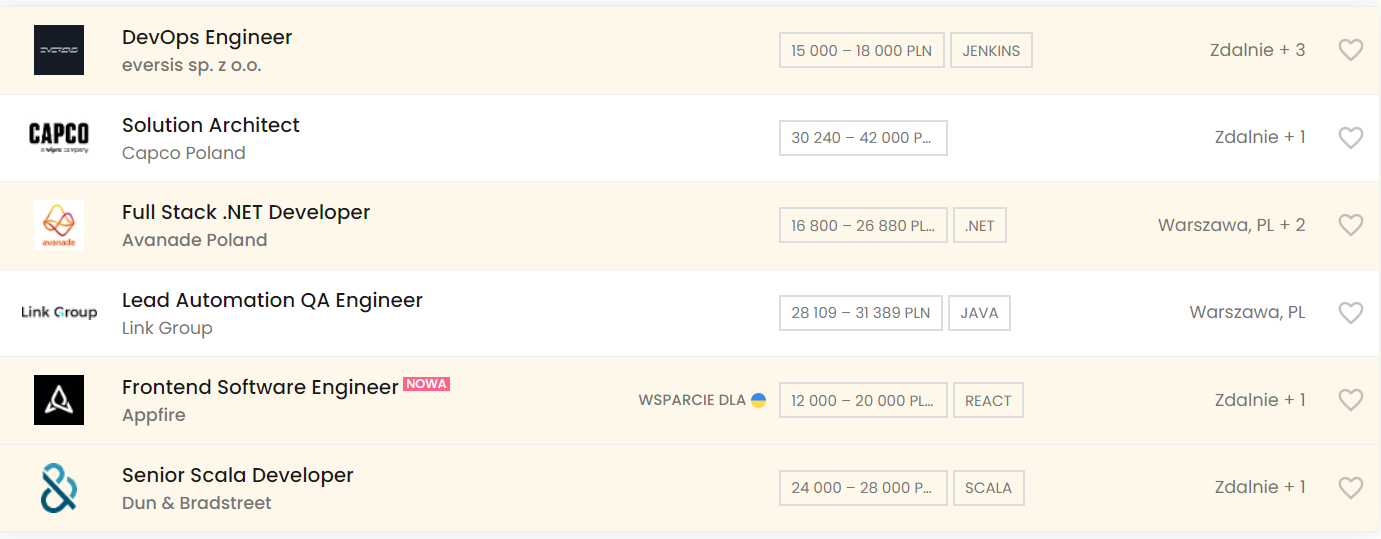 EVERSIS
DevOps Engineer
eversis sp. z o.o.
15 000 – 18 000 PLN
JENKINS
Zdalnie + 3
CAPCO
a wipro company
Solution Architect
Capco Poland
30 240 – 42 000 P...
Zdalnie + 1
avanade
Full Stack .NET Developer
Avanade Poland
16 800 – 26 880 PL...
.NET
Warszawa, PL + 2
Link Group
Lead Automation QA Engineer
Link Group
28 109 – 31 389 PLN
JAVA
Warszawa, PL
Frontend Software Engineer NOWA
Appfire
WSPARCIE DLA
12 000 – 20 000 PL...
REACT
Zdalnie + 1
&
Senior Scala Developer
Dun & Bradstreet
24 000 – 28 000 P...
SCALA
Zdalnie + 1